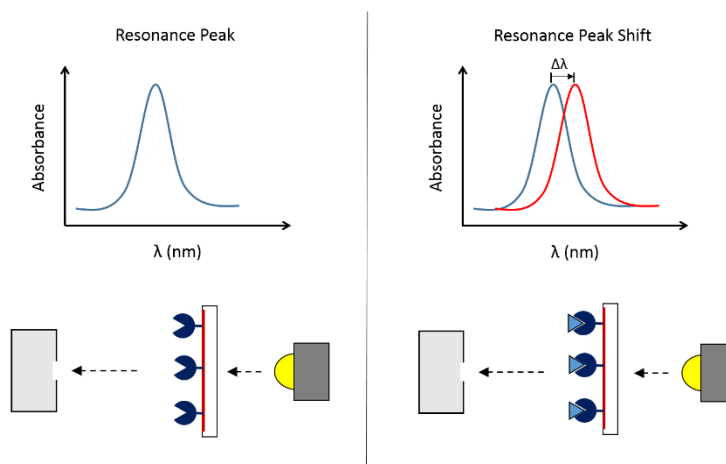 Resonance Peak
Absorbance
λ (nm)
Resonance Peak Shift
Δλ
Absorbance
λ (nm)